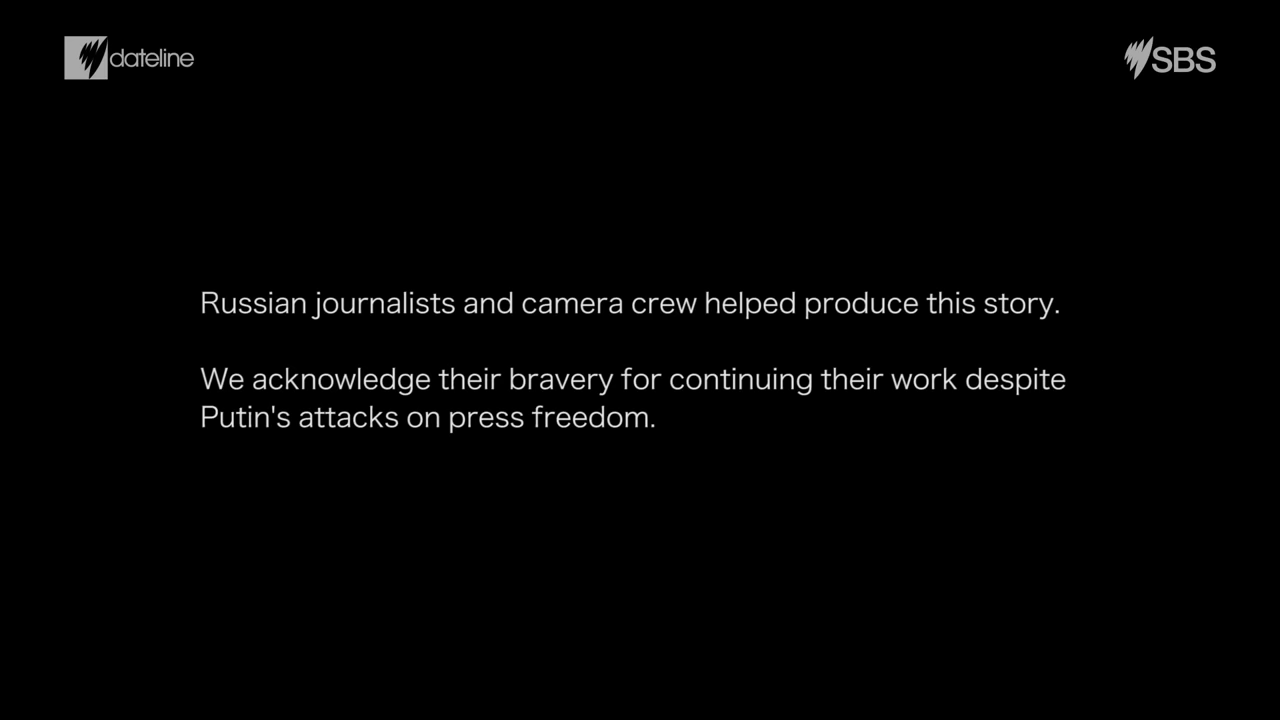 dateline
SBS
Russian journalists and camera crew helped produce this story.
We acknowledge their bravery for continuing their work despite
Putin's attacks on press freedom.